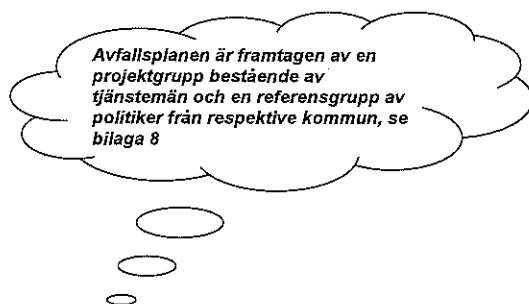 Avfallsplanen är framtagen av en
projektgrupp bestående av
tjänstemän och en referensgrupp av
politiker från respektive kommun, se
bilaga 8